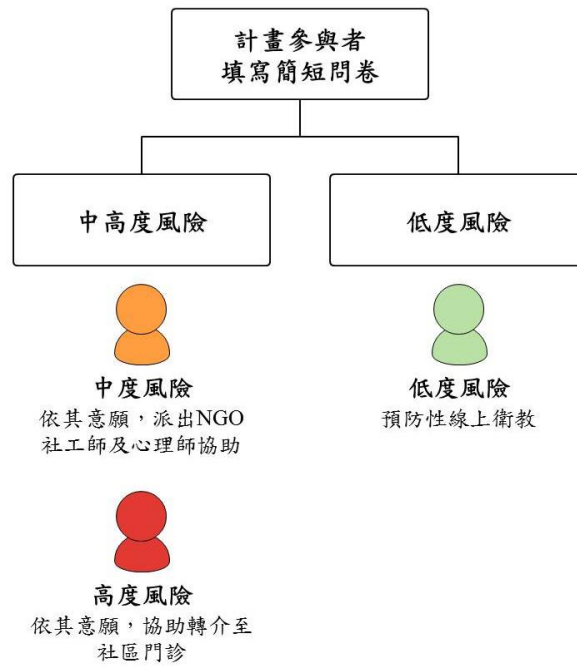 計畫參與者
填寫簡短問卷
中高度風險
低度風險
中度風險
依其意願，派出NGO
社工師及心理師協助
低度風險
預防性線上衛教
高度風險
依其意願，協助轉介至
社區門診